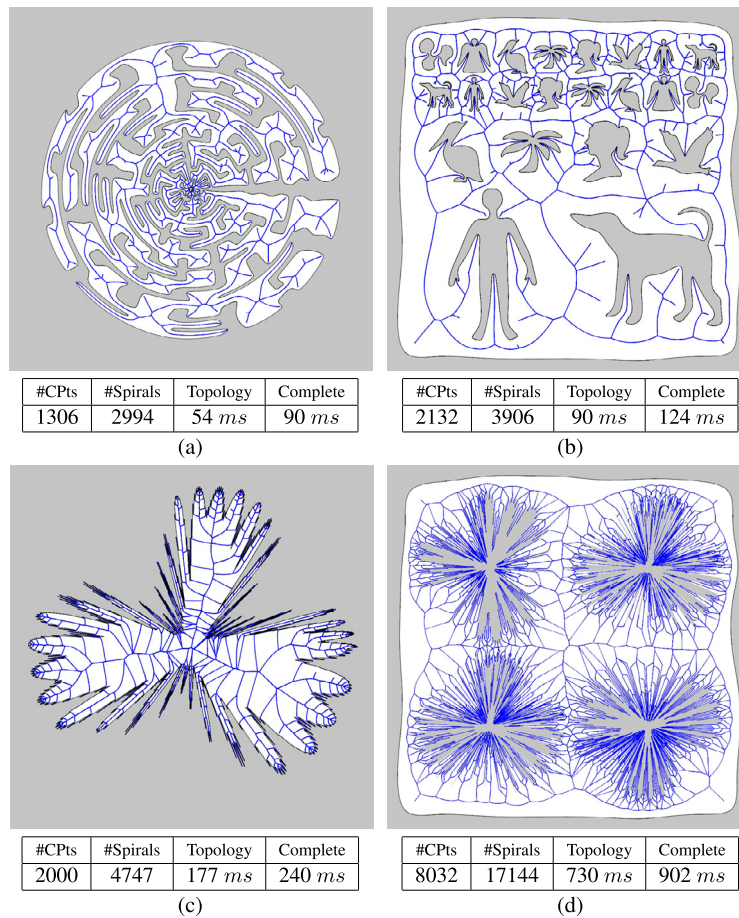 #CPts #Spirals Topology Complete
1306 2994 54 ms 90 ms
(a)
#CPts #Spirals Topology Complete
2132 3906 90 ms 124 ms
(b)
#CPts #Spirals Topology Complete
2000 4747 177 ms 240 ms
(c)
#CPts #Spirals Topology Complete
8032 17144 730 ms 902 ms
(d)